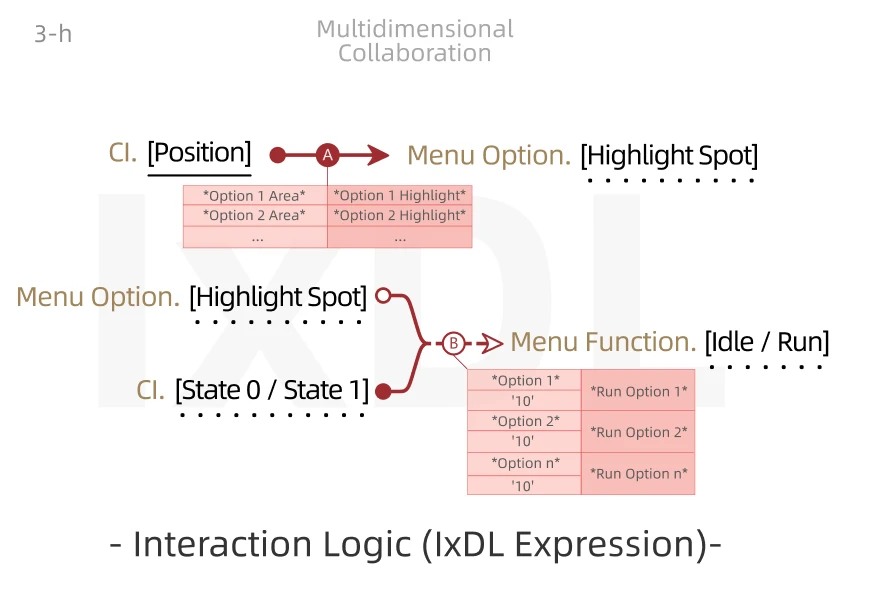 3-h
Multidimensional
Collaboration
CI. [Position]
A
Menu Option. [Highlight Spot]
*Option 1 Area* *Option 1 Highlight*
*Option 2 Area* *Option 2 Highlight*
... ...
Menu Option. [Highlight Spot]
B
Menu Function. [Idle / Run]
CI. [State 0 / State 1]
*Option 1*
'10'
*Run Option 1*
*Option 2*
'10'
*Run Option 2*
*Option n*
'10'
*Run Option n*
IxDL
- Interaction Logic (IxDL Expression)-